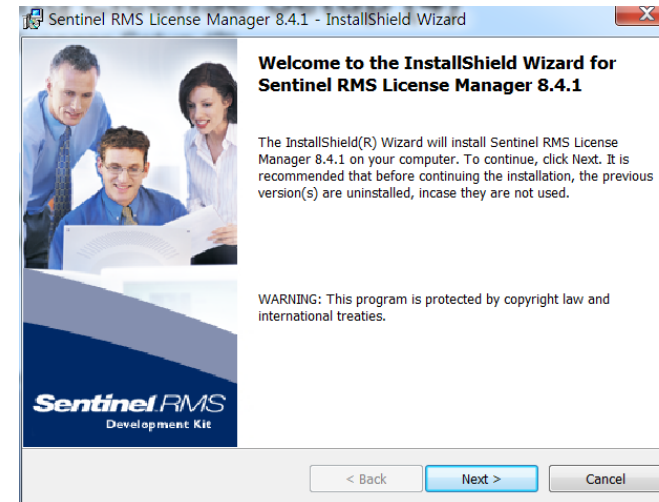 Sentinel RMS License Manager 8.4.1 - InstallShield Wizard
Welcome to the InstallShield Wizard for
Sentinel RMS License Manager 8.4.1
The InstallShield(R) Wizard will install Sentinel RMS License
Manager 8.4.1 on your computer. To continue, click Next. It is
recommended that before continuing the installation, the previous
version(s) are uninstalled, incase they are not used.
WARNING: This program is protected by copyright law and
international treaties.
Sentinel RMS
Development Kit
< Back
Next >
Cancel